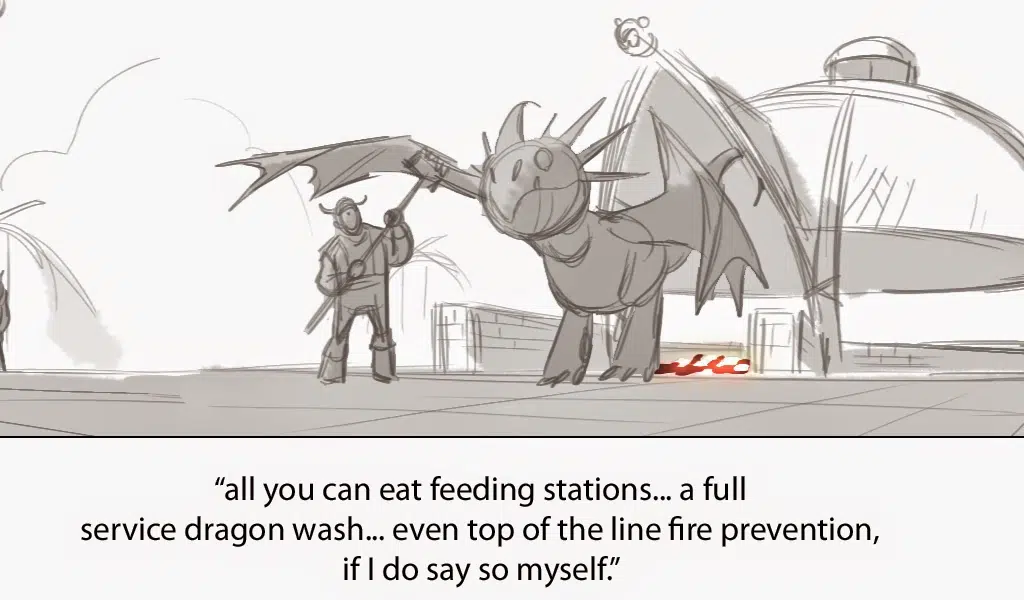 “all you can eat feeding stations... a full
service dragon wash... even top of the line fire prevention,
if I do say so myself.”